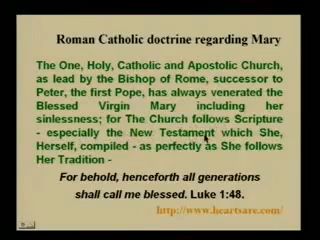 Roman Catholic doctrine regarding Mary
The One, Holy, Catholic and Apostolic Church,
as lead by the Bishop of Rome, successor to
Peter, the first Pope, has always venerated the
Blessed Virgin Mary including her
sinlessness; for The Church follows Scripture
- especially the New Testament which She,
Herself, compiled - as perfectly as She follows
Her Tradition -
For behold, henceforth all generations
shall call me blessed. Luke 1:48.
http://www.heartsare.com/